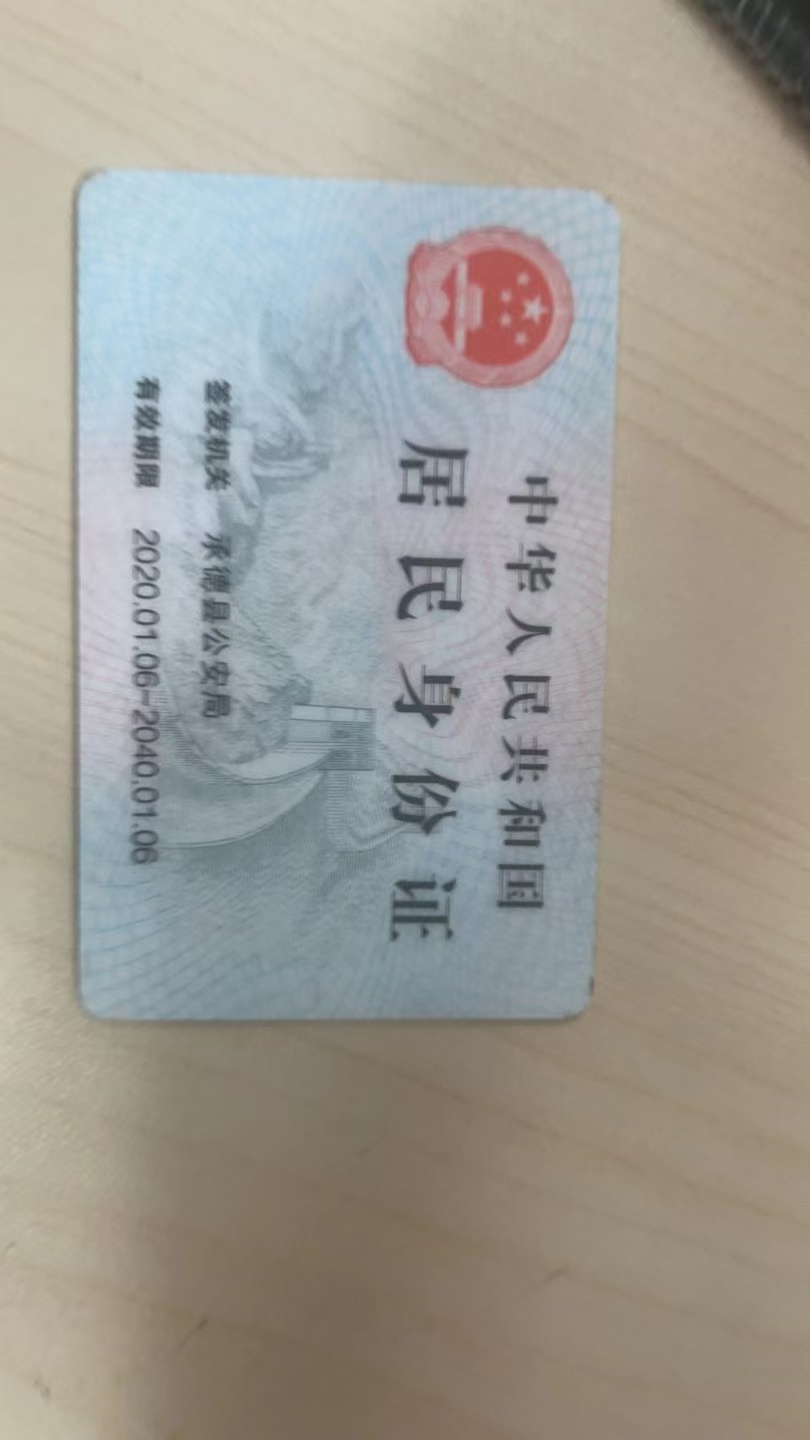 中华人民共和国
居民身份证
签发机关 承德县公安局
有效期限 2020.01.06-2040.01.06